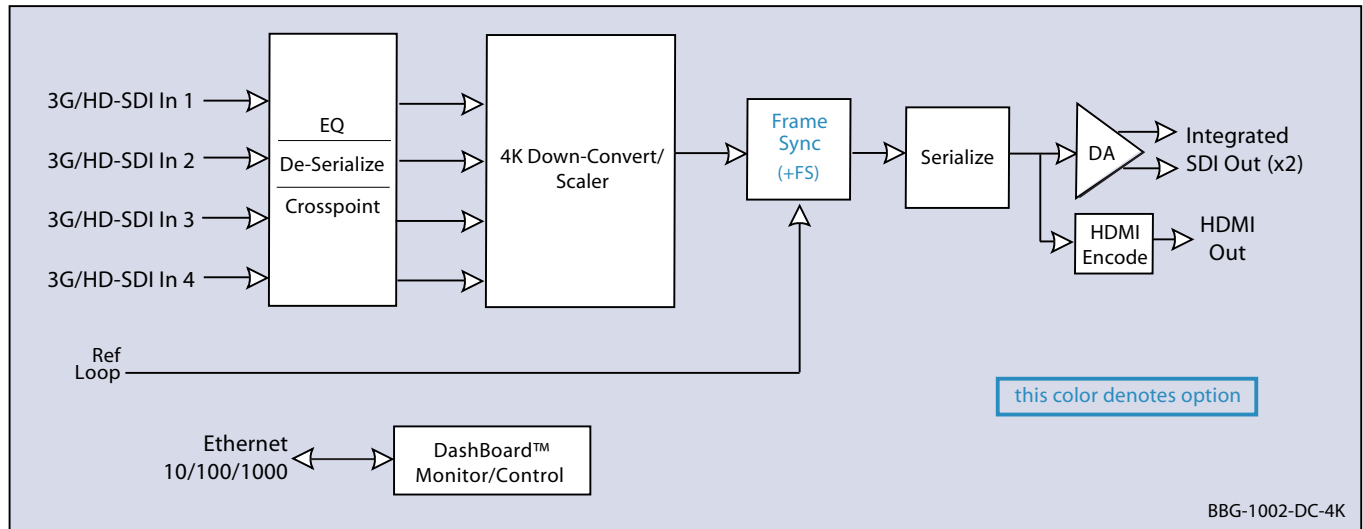 3G/HD-SDI In 1
3G/HD-SDI In 2
3G/HD-SDI In 3
3G/HD-SDI In 4
EQ
De-Serialize
Crosspoint
4K Down-Convert/
Scaler
Frame
Sync
(+FS)
Serialize
DA
Integrated
SDI Out (x2)
HDMI
Encode
HDMI
Out
Ref
Loop
this color denotes option
Ethernet
10/100/1000
DashBoard™
Monitor/Control
BBG-1002-DC-4K